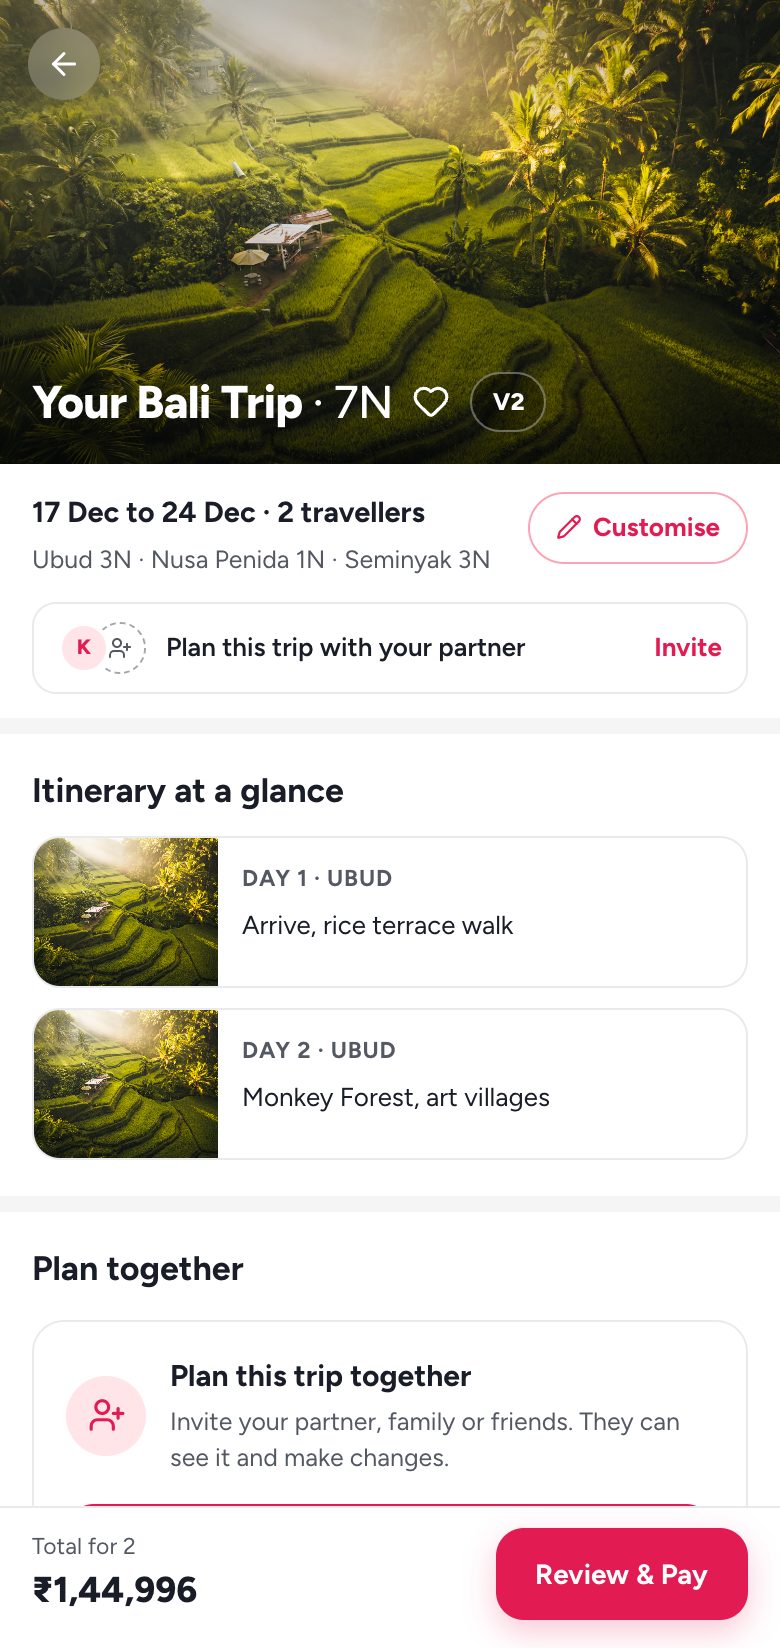 Your Bali Trip · 7N
V2
17 Dec to 24 Dec · 2 travellers
Customise
Ubud 3N · Nusa Penida 1N · Seminyak 3N
K
Plan this trip with your partner
Invite
Itinerary at a glance
DAY 1 · UBUD
Arrive, rice terrace walk
DAY 2 · UBUD
Monkey Forest, art villages
Plan together
Plan this trip together
Invite your partner, family or friends. They can
see it and make changes.
Total for 2
₹1,44,996
Review & Pay